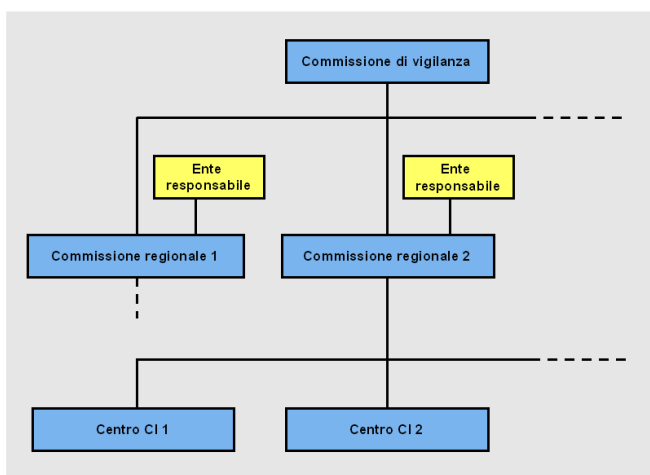 Commissione di vigilanza
Ente
responsabile
Ente
responsabile
Commissione regionale 1
Commissione regionale 2
Centro CI 1
Centro CI 2